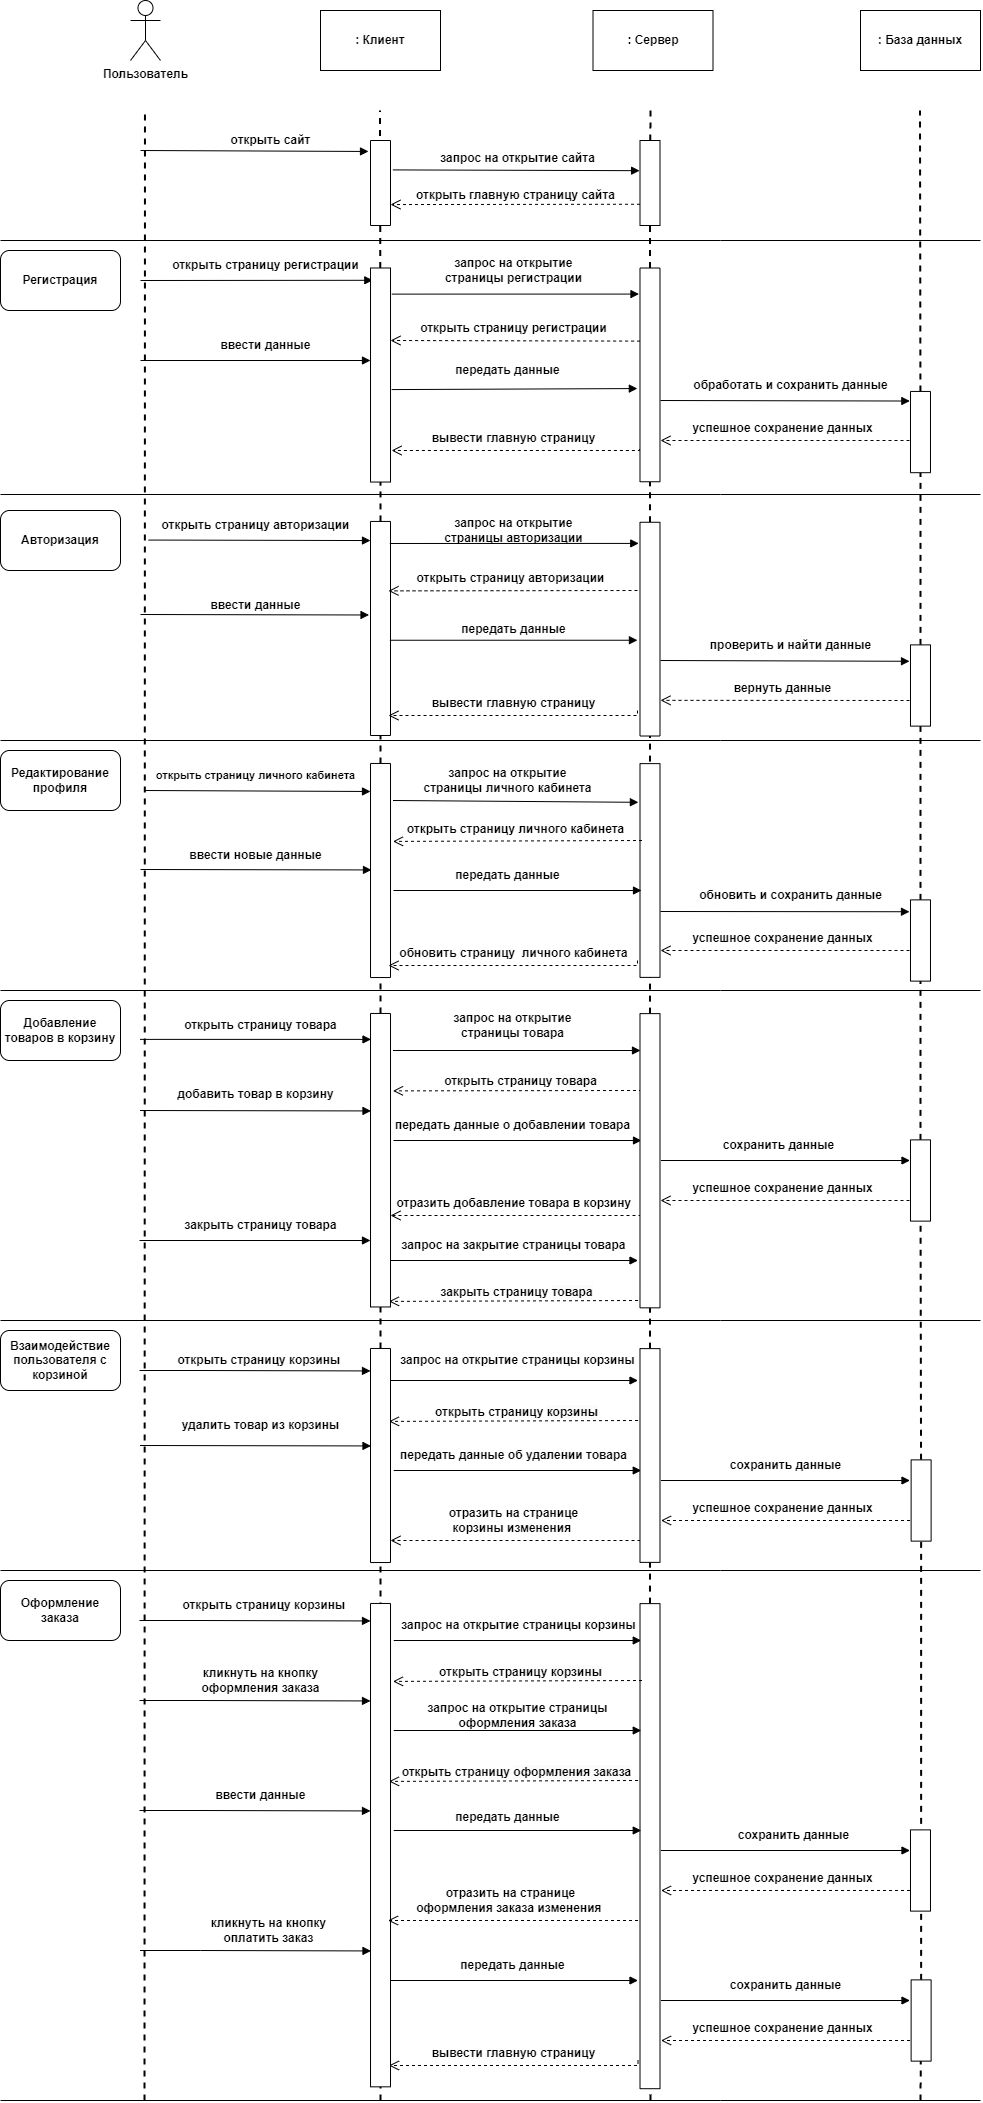 Пользователь
: Клиент
: Сервер
: База данных
открыть сайт
запрос на открытие сайта
открыть главную страницу сайта
Регистрация
открыть страницу регистрации
запрос на открытие
страницы регистрации
открыть страницу регистрации
ввести данные
передать данные
обработать и сохранить данные
успешное сохранение данных
вывести главную страницу
Авторизация
открыть страницу авторизации
запрос на открытие
страницы авторизации
открыть страницу авторизации
ввести данные
передать данные
проверить и найти данные
вернуть данные
вывести главную страницу
Редактирование
профиля
открыть страницу личного кабинета
запрос на открытие
страницы личного кабинета
открыть страницу личного кабинета
ввести новые данные
передать данные
обновить и сохранить данные
успешное сохранение данных
обновить страницу  личного кабинета
Добавление
товаров в корзину
открыть страницу товара
запрос на открытие
страницы товара
открыть страницу товара
добавить товар в корзину
передать данные о добавлении товара
сохранить данные
успешное сохранение данных
отразить добавление товара в корзину
закрыть страницу товара
запрос на закрытие страницы товара
закрыть страницу товара
Взаимодействие
пользователя с
корзиной
открыть страницу корзины
запрос на открытие страницы корзины
открыть страницу корзины
удалить товар из корзины
передать данные об удалении товара
сохранить данные
успешное сохранение данных
отразить на странице
корзины изменения
Оформление
заказа
открыть страницу корзины
запрос на открытие страницы корзины
открыть страницу корзины
кликнуть на кнопку
оформления заказа
запрос на открытие страницы
оформления заказа
открыть страницу оформления заказа
ввести данные
передать данные
сохранить данные
успешное сохранение данных
отразить на странице
оформления заказа изменения
кликнуть на кнопку
оплатить заказ
передать данные
сохранить данные
успешное сохранение данных
вывести главную страницу